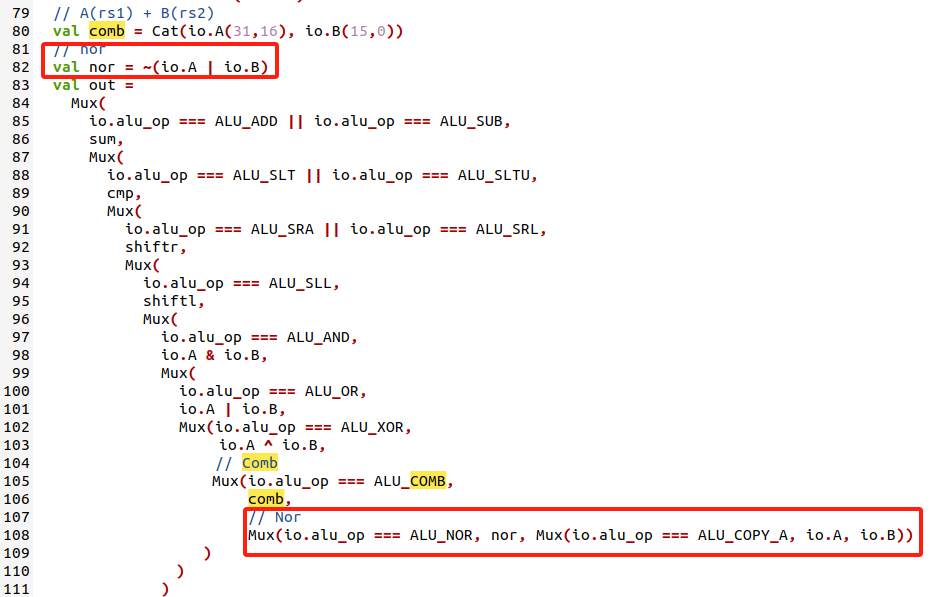 79 // A(rs1) + B(rs2)
80 val comb = Cat(io.A(31,16), io.B(15,0))
81 // nor
82 val nor = ~(io.A | io.B)
83 val out =
84 Mux(
85 io.alu_op === ALU_ADD || io.alu_op === ALU_SUB,
86 sum,
87 Mux(
88 io.alu_op === ALU_SLT || io.alu_op === ALU_SLTU,
89 cmp,
90 Mux(
91 io.alu_op === ALU_SRA || io.alu_op === ALU_SRL,
92 shiftr,
93 Mux(
94 io.alu_op === ALU_SLL,
95 shiftl,
96 Mux(
97 io.alu_op === ALU_AND,
98 io.A & io.B,
99 Mux(
100 io.alu_op === ALU_OR,
101 io.A | io.B,
102 Mux(io.alu_op === ALU_XOR,
103 io.A ^ io.B,
104 // Comb
105 Mux(io.alu_op === ALU_COMB,
106 comb,
107 // Nor
108 Mux(io.alu_op === ALU_NOR, nor, Mux(io.alu_op === ALU_COPY_A, io.A, io.B))
109 )
110 )
111 )